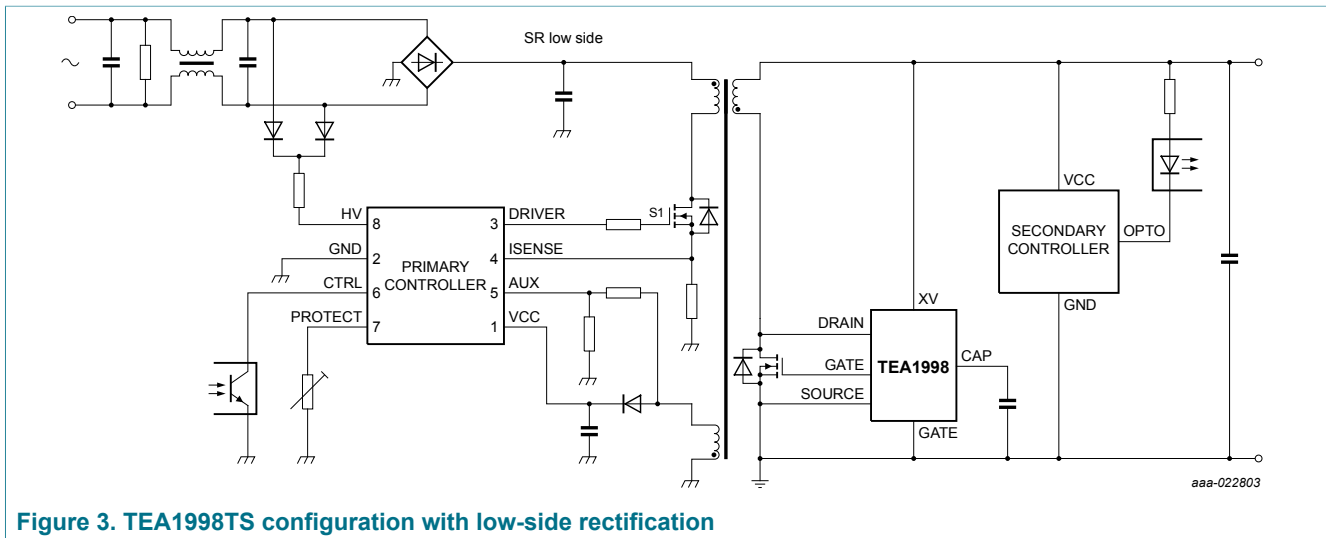 SR low side
HV
8
GND
2
CTRL
6
PROTECT
7
PRIMARY
CONTROLLER
3
DRIVER
4
ISENSE
5
AUX
1
VCC
S1
DRAIN
GATE
SOURCE
XV
TEA1998
CAP
GATE
VCC
SECONDARY
CONTROLLER
OPTO
GND
aaa-022803
Figure 3. TEA1998TS configuration with low-side rectification